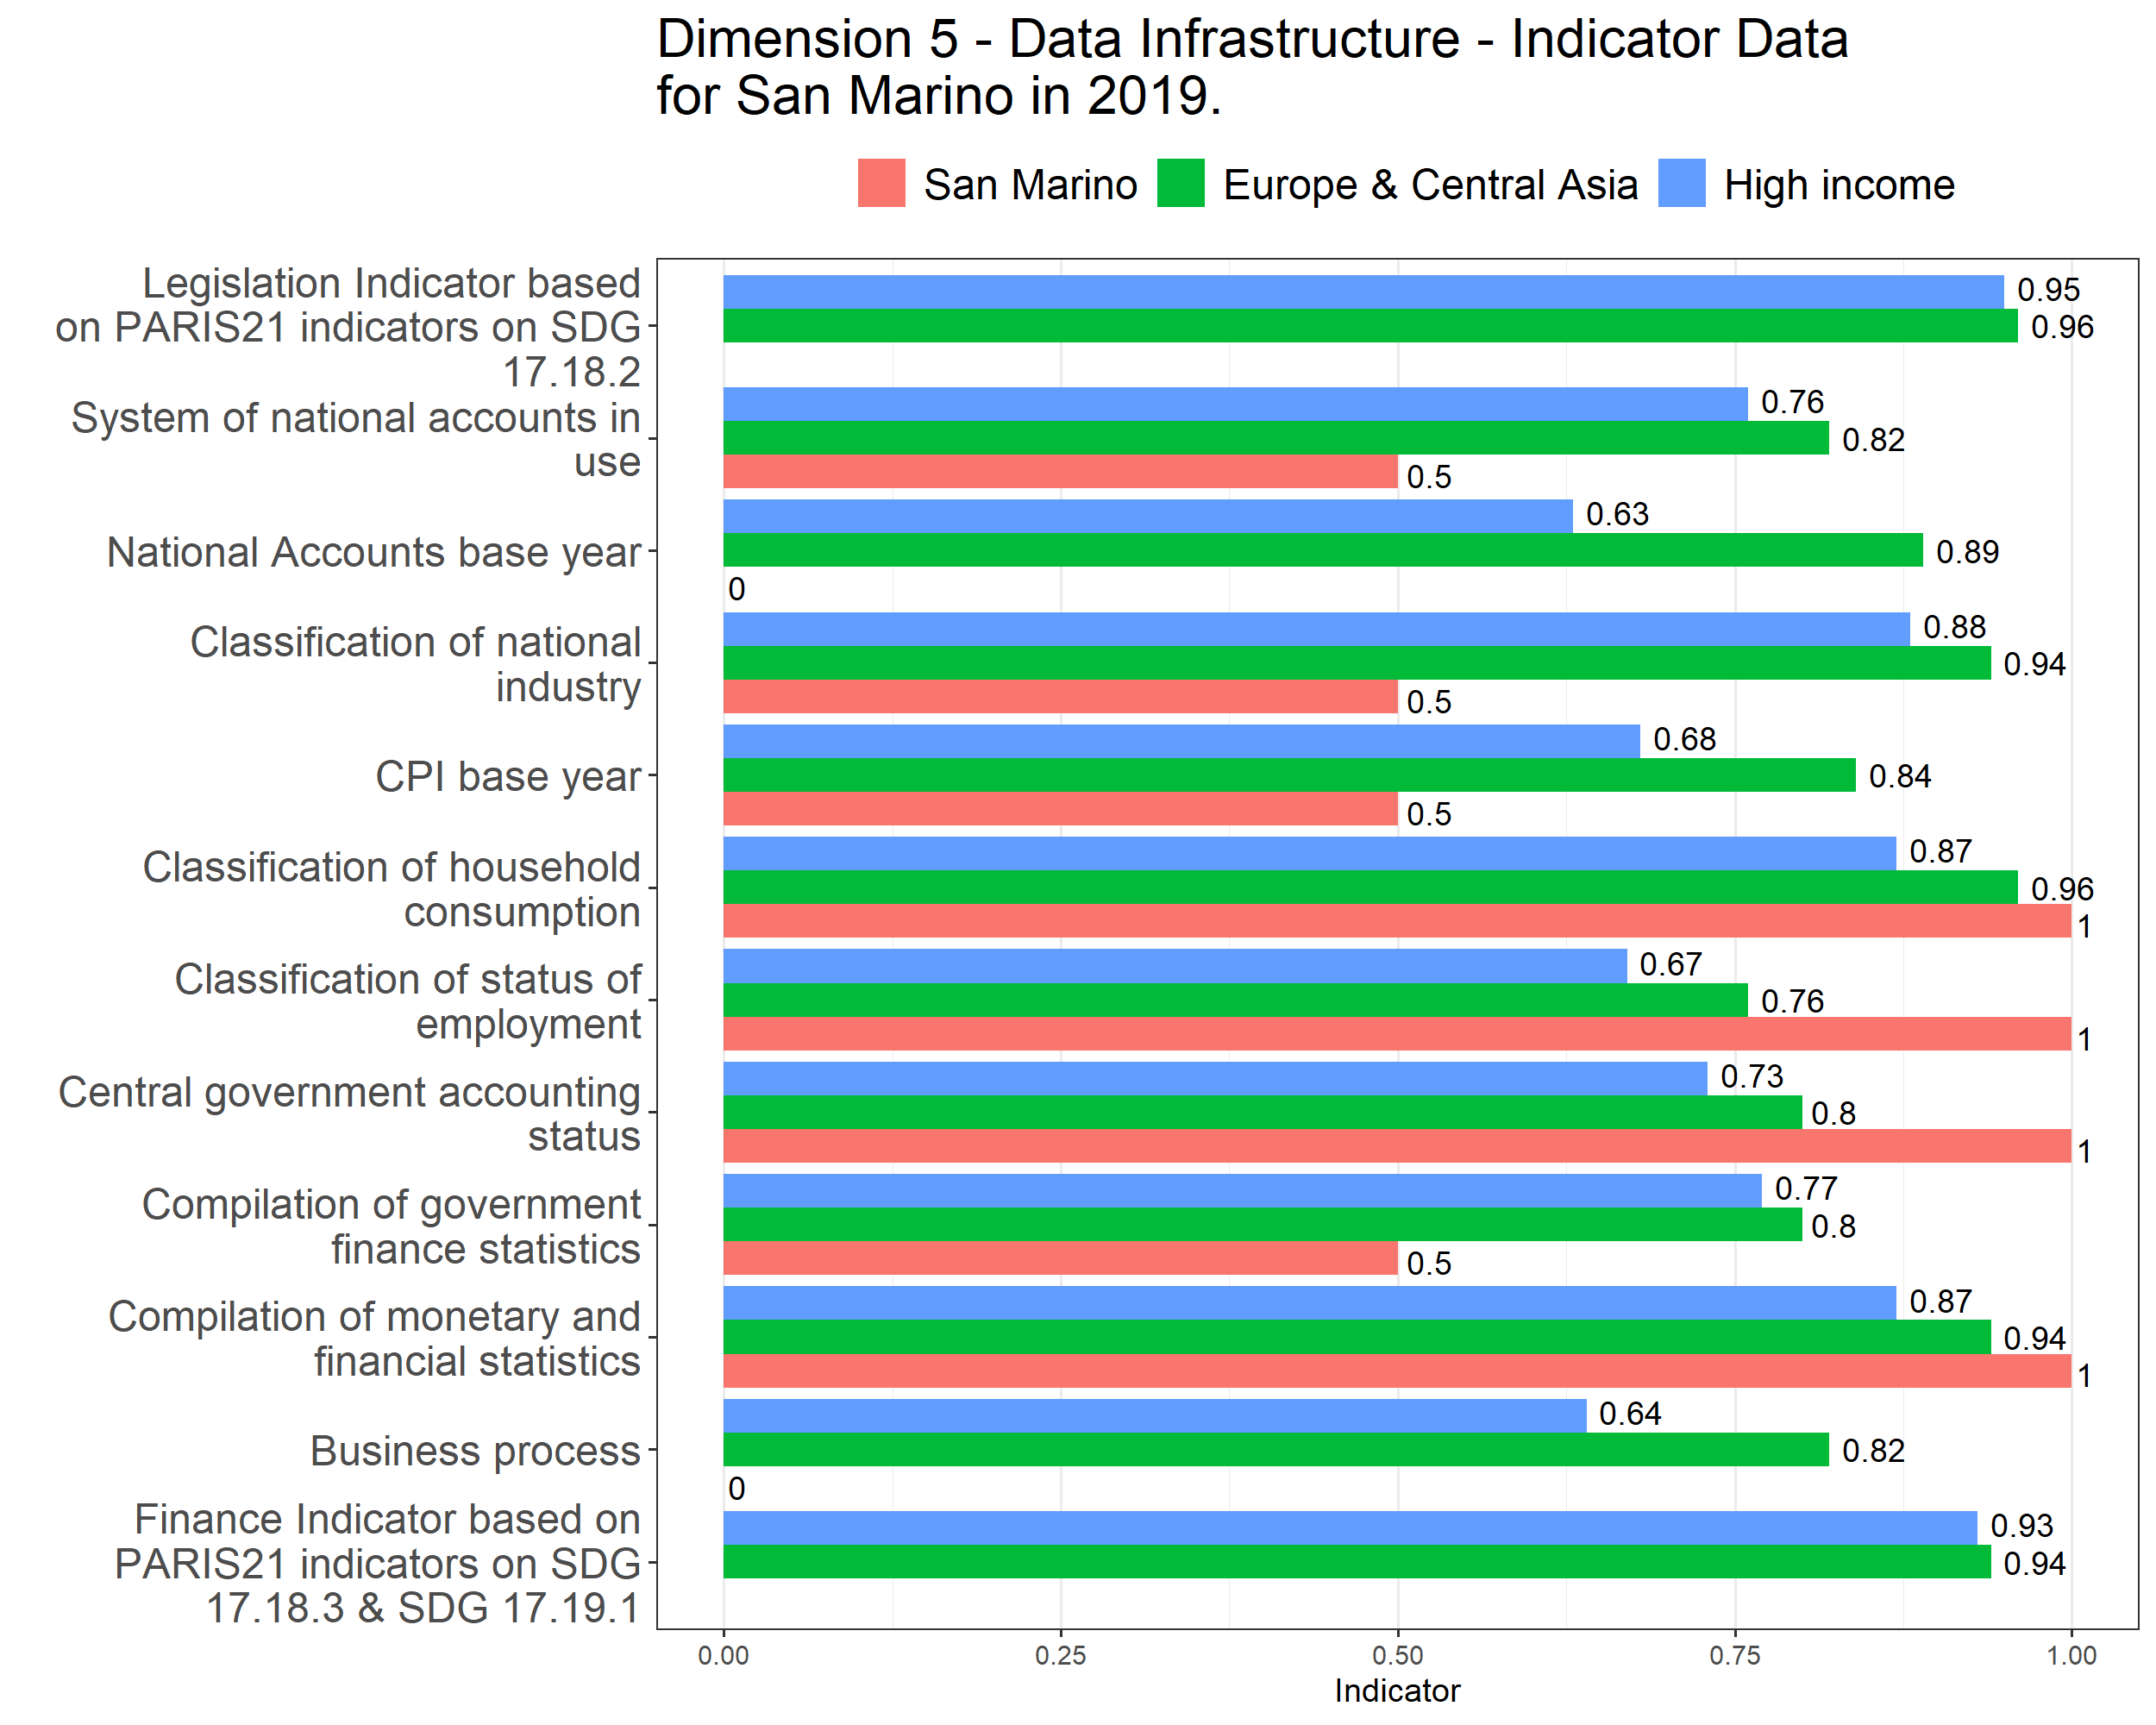 Dimension 5 - Data Infrastructure - Indicator Data
for San Marino in 2019.
San Marino
Europe & Central Asia
High income
Legislation Indicator based
on PARIS21 indicators on SDG
17.18.2
0.95
0.96
System of national accounts in
use
0.76
0.82
0.5
National Accounts base year
0.63
0.89
0
Classification of national
industry
0.88
0.94
0.5
CPI base year
0.68
0.84
0.5
Classification of household
consumption
0.87
0.96
1
Classification of status of
employment
0.67
0.76
1
Central government accounting
status
0.73
0.8
1
Compilation of government
finance statistics
0.77
0.8
0.5
Compilation of monetary and
financial statistics
0.87
0.94
1
Business process
0.64
0.82
0
Finance Indicator based on
PARIS21 indicators on SDG
17.18.3 & SDG 17.19.1
0.93
0.94
0.00
0.25
0.50
0.75
1.00
Indicator